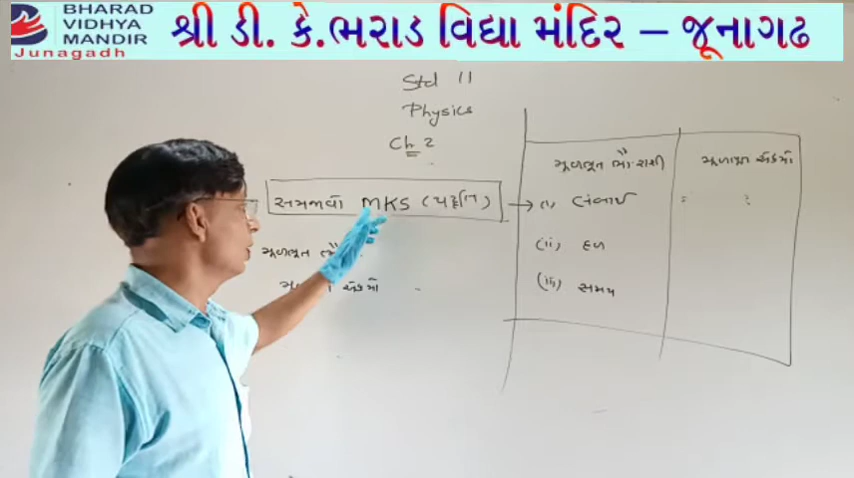 BHARAD
VIDHYA
MANDIR
Junagadh
શ્રી ડી. કે.ભરાડ વિદ્યા મંદિર – જૂનાગઢ
Std 11
Physics
Ch 2
સમજાવો MKS (પદ્ધતિ)
મૂળભૂત
એકમો
મૂળભૂત ભૌ.રાશી
મૂળભૂત એકમો
(i) લંબાઈ
(ii) દળ
(iii) સમય